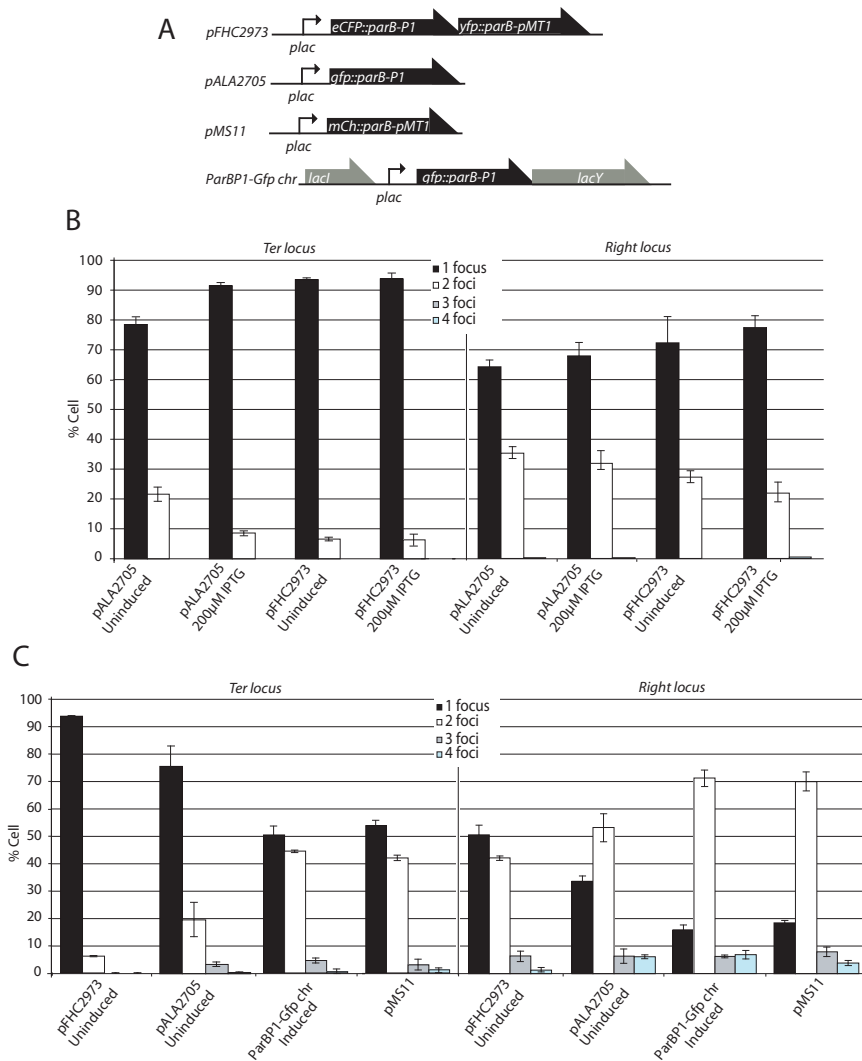 A
pFHC2973
eCFP::parB-P1
yfp::parB-pMT1
plac
pALA2705
gfp::parB-P1
plac
pMS11
mCh::parB-pMT1
plac
ParBP1-Gfp chr
lacI
gfp::parB-P1
lacY
plac
B
Ter locus
Right locus
1 focus
2 foci
3 foci
4 foci
% Cell
100
90
80
70
60
50
40
30
20
10
0
pALA2705
Uninduced
pALA2705
200µM IPTG
pFHC2973
Uninduced
pFHC2973
200µM IPTG
pALA2705
Uninduced
pALA2705
200µM IPTG
pFHC2973
Uninduced
pFHC2973
200µM IPTG
C
Ter locus
Right locus
1 focus
2 foci
3 foci
4 foci
% Cell
100
90
80
70
60
50
40
30
20
10
0
pFHC2973
Uninduced
pALA2705
Uninduced
ParBP1-Gfp chr
Induced
pMS11
pFHC2973
Uninduced
pALA2705
Uninduced
ParBP1-Gfp chr
Induced
pMS11